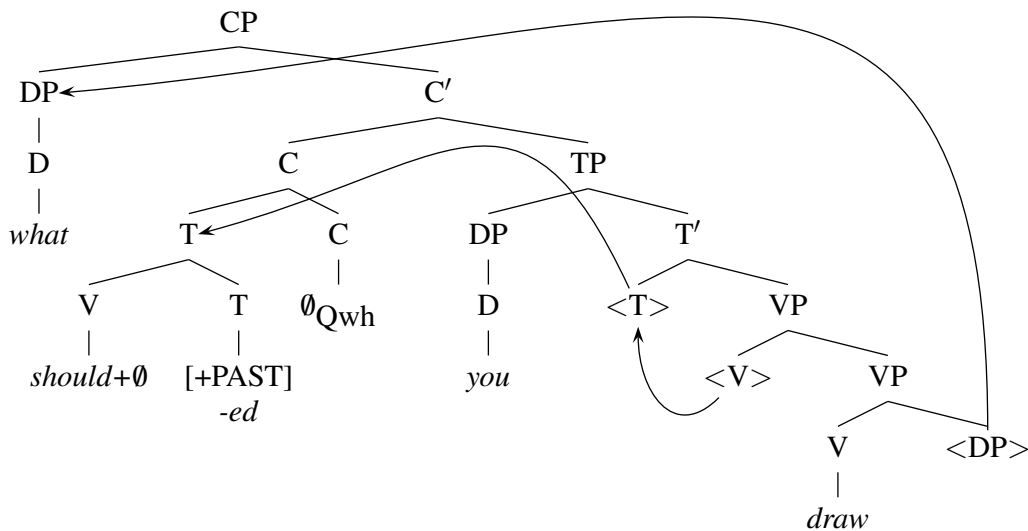 CP
DP C′
D C TP
what T C DP T′
V T ∅Qwh D <T> VP
should+∅ [+PAST] you <V> VP
-ed
V <DP>
draw